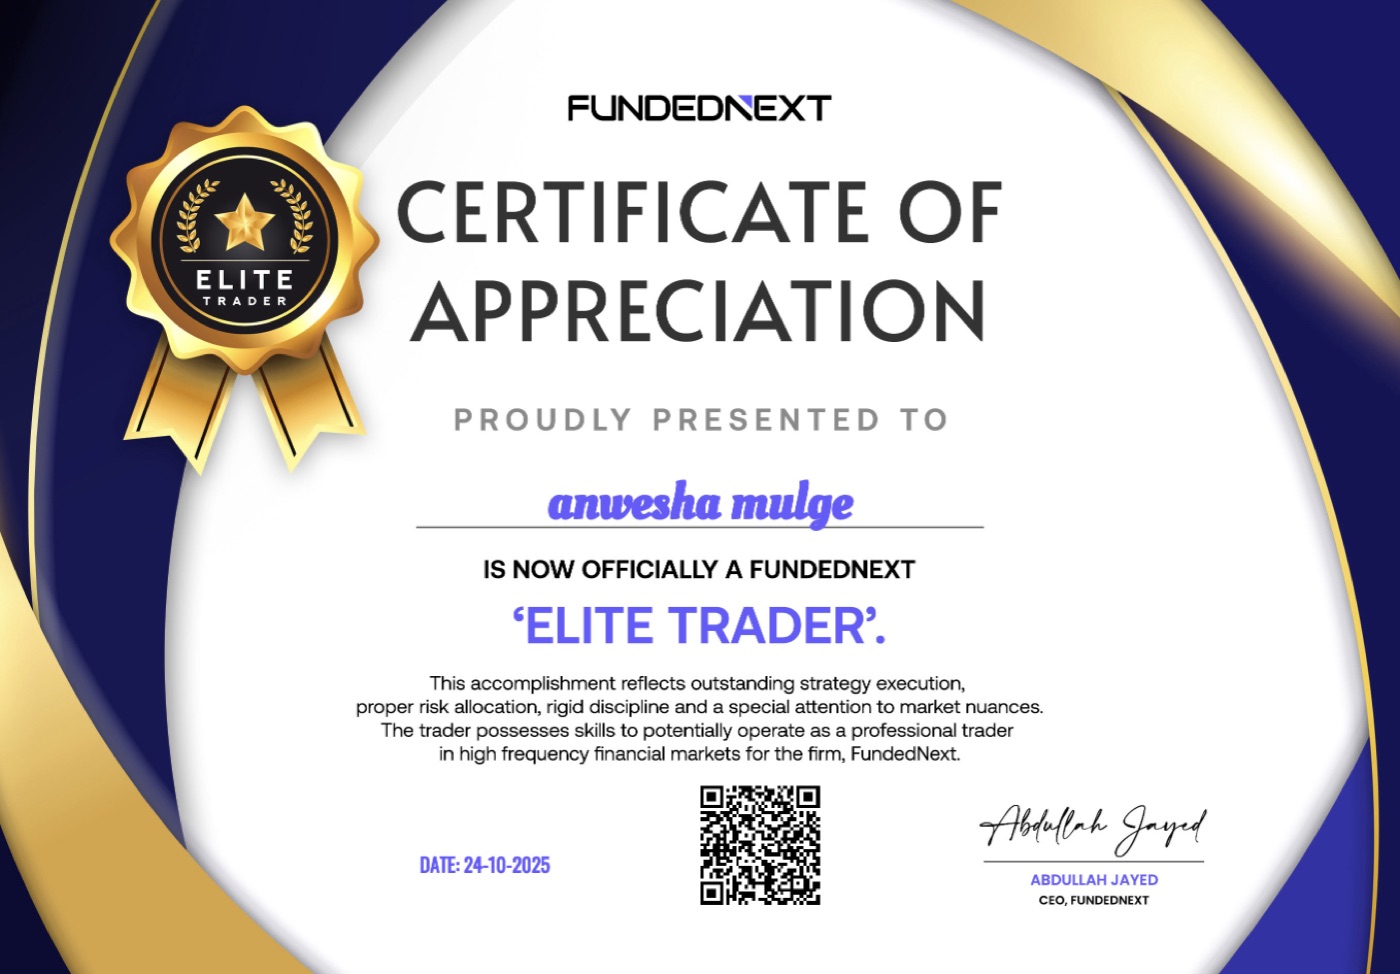 FUNDEDNEXT
CERTIFICATE OF
APPRECIATION
ELITE
TRADER
PROUDLY PRESENTED TO
anwesha mulge
IS NOW OFFICIALLY A FUNDEDNEXT
‘ELITE TRADER’.
This accomplishment reflects outstanding strategy execution,
proper risk allocation, rigid discipline and a special attention to market nuances.
The trader possesses skills to potentially operate as a professional trader
in high frequency financial markets for the firm, FundedNext.
DATE: 24-10-2025
Abdullah Jayed
ABDULLAH JAYED
CEO, FUNDEDNEXT